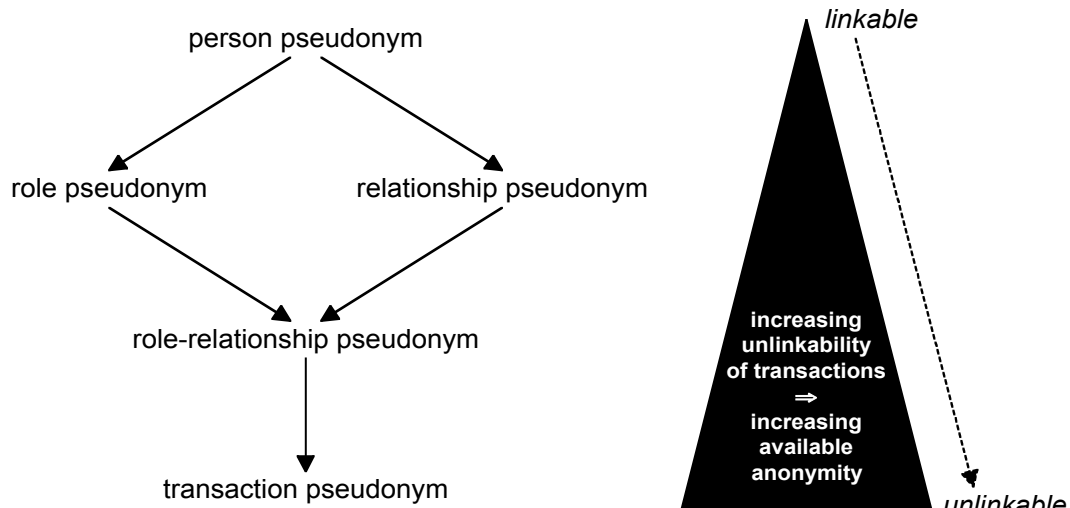 person pseudonym
role pseudonym
relationship pseudonym
role-relationship pseudonym
transaction pseudonym
linkable
increasing
unlinkability
of transactions
⇒
increasing
available
anonymity
unlinkable